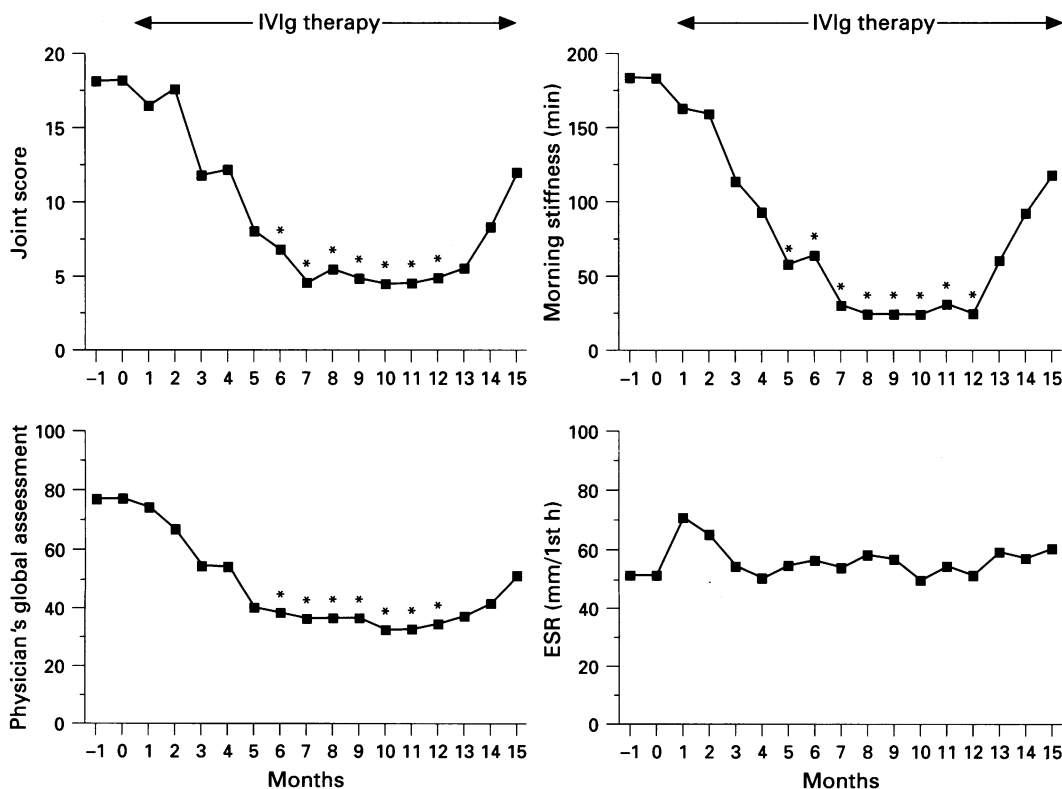 IVIg therapy
IVIg therapy
Joint score
20
15
10
5
0
* * * * * * *
–1 0 1 2 3 4 5 6 7 8 9 10 11 12 13 14 15
Morning stiffness (min)
200
150
100
50
0
* * * * * * * *
–1 0 1 2 3 4 5 6 7 8 9 10 11 12 13 14 15
Physician's global assessment
100
80
60
40
20
0
* * * * * * *
–1 0 1 2 3 4 5 6 7 8 9 10 11 12 13 14 15
Months
ESR (mm/1st h)
100
80
60
40
20
0
–1 0 1 2 3 4 5 6 7 8 9 10 11 12 13 14 15
Months